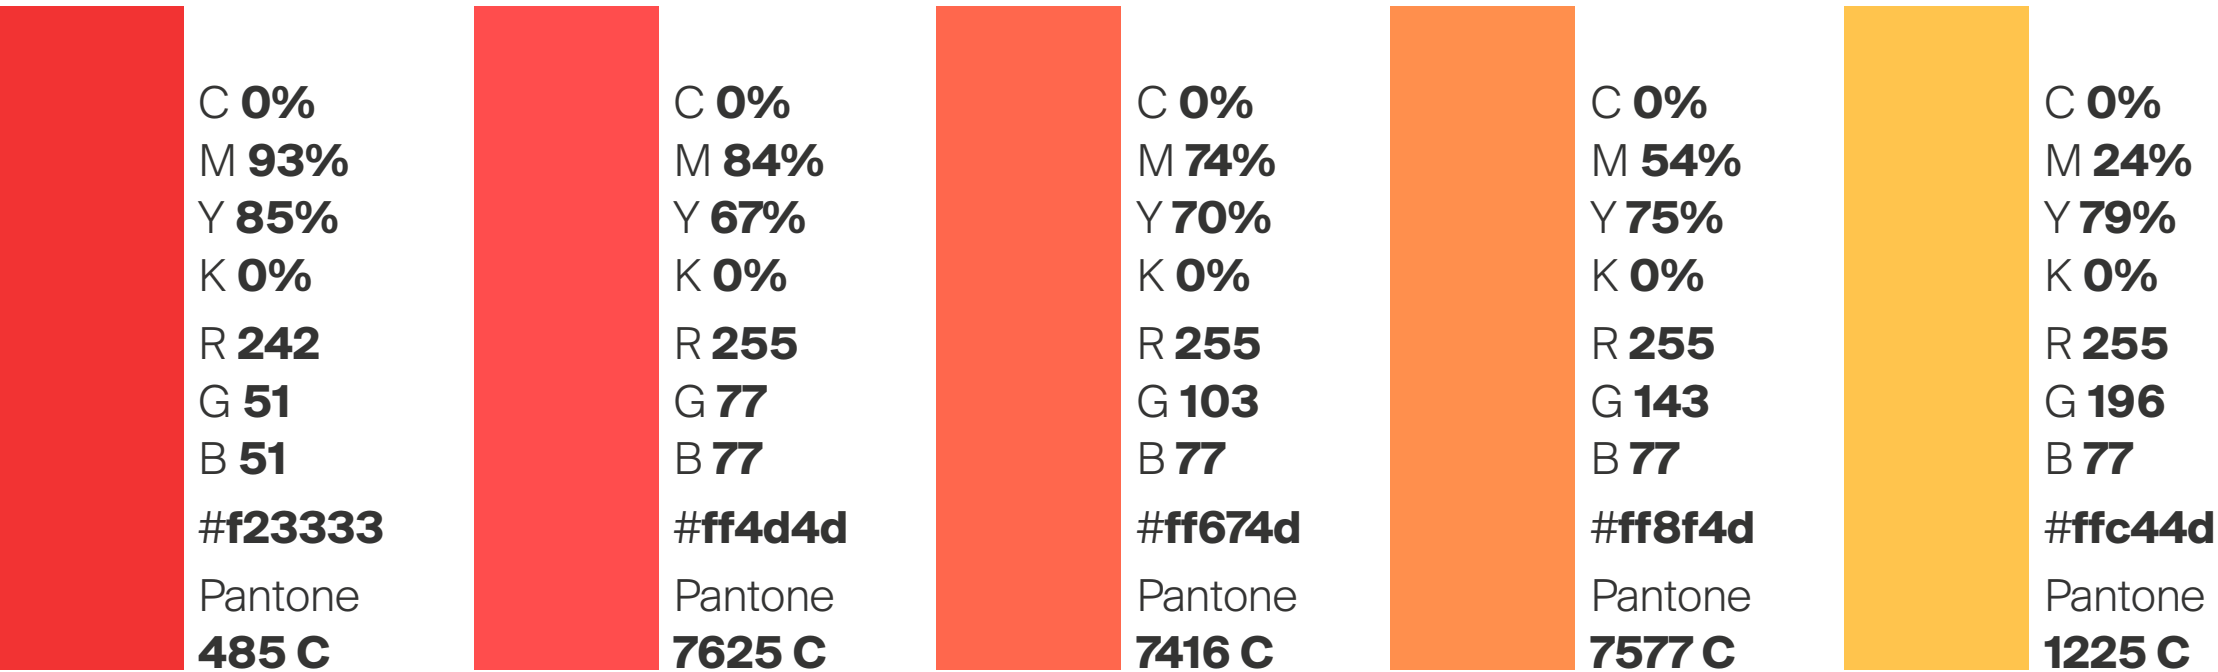 C 0%
M 93%
Y 85%
K 0%
R 242
G 51
B 51
#f23333
Pantone
485 C
C 0%
M 84%
Y 67%
K 0%
R 255
G 77
B 77
#ff4d4d
Pantone
7625 C
C 0%
M 74%
Y 70%
K 0%
R 255
G 103
B 77
#ff674d
Pantone
7416 C
C 0%
M 54%
Y 75%
K 0%
R 255
G 143
B 77
#ff8f4d
Pantone
7577 C
C 0%
M 24%
Y 79%
K 0%
R 255
G 196
B 77
#ffc44d
Pantone
1225 C